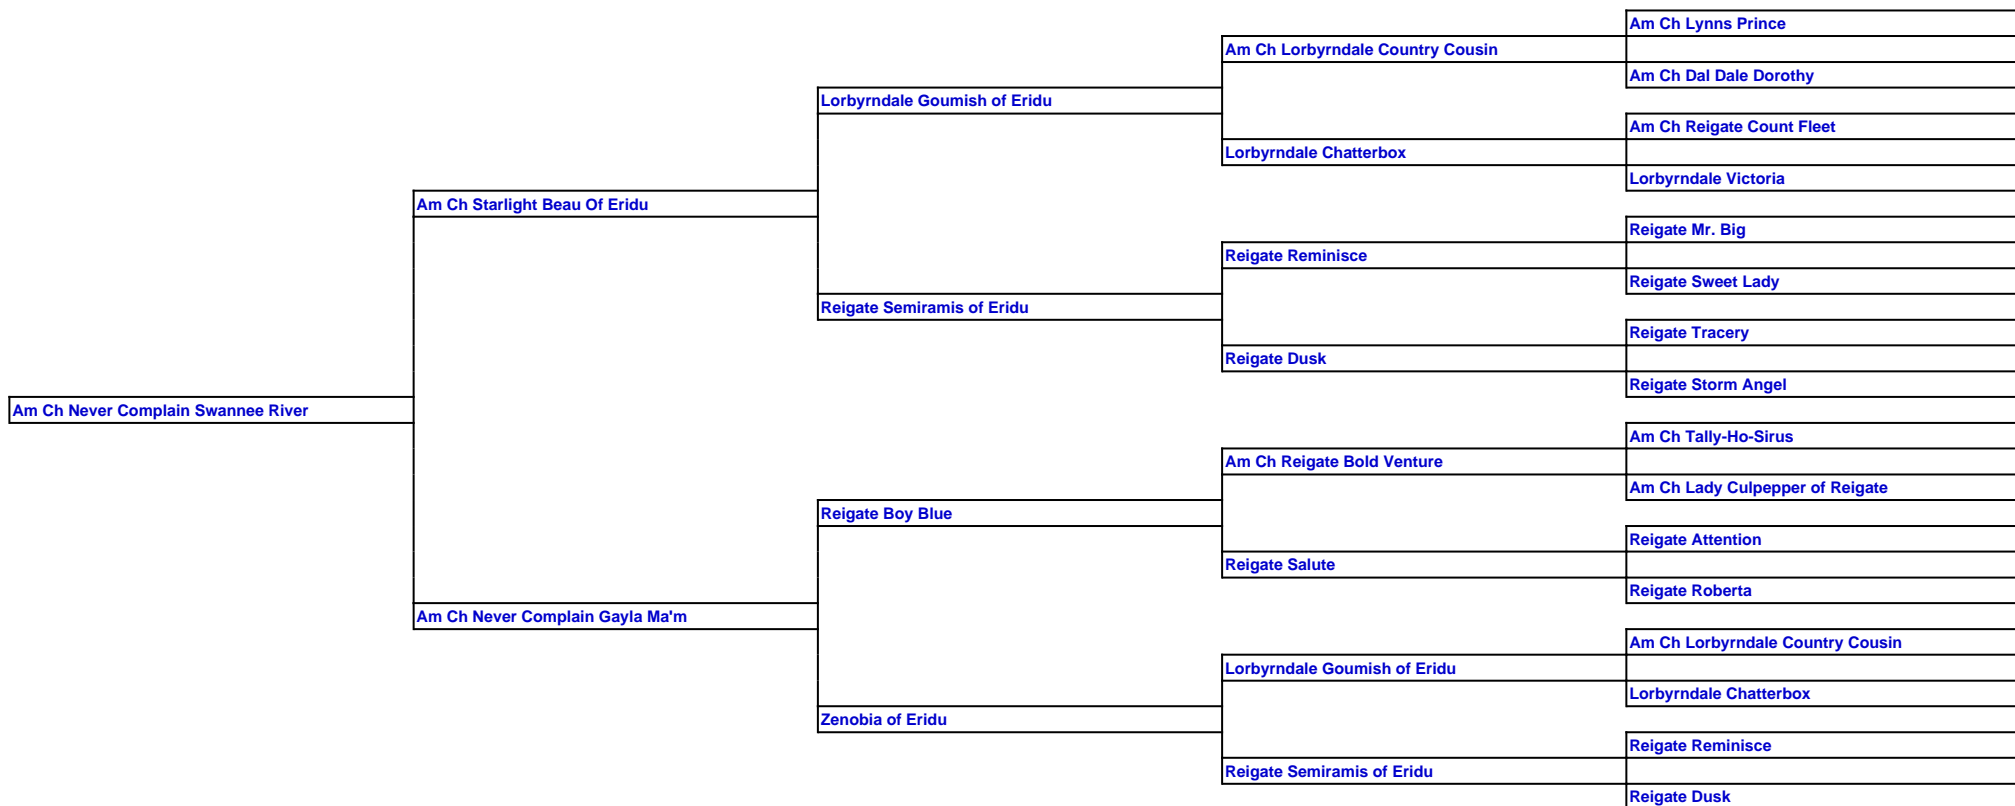 Am Ch Lynns Prince
Am Ch Lorbyrndale Country Cousin
Am Ch Dal Dale Dorothy
Lorbyrndale Goumish of Eridu
Am Ch Reigate Count Fleet
Lorbyrndale Chatterbox
Lorbyrndale Victoria
Am Ch Starlight Beau Of Eridu
Reigate Mr. Big
Reigate Reminisce
Reigate Sweet Lady
Reigate Semiramis of Eridu
Reigate Tracery
Reigate Dusk
Reigate Storm Angel
Am Ch Never Complain Swannee River
Am Ch Tally-Ho-Sirus
Am Ch Reigate Bold Venture
Am Ch Lady Culpepper of Reigate
Reigate Boy Blue
Reigate Attention
Reigate Salute
Reigate Roberta
Am Ch Never Complain Gayla Ma'm
Am Ch Lorbyrndale Country Cousin
Lorbyrndale Goumish of Eridu
Lorbyrndale Chatterbox
Zenobia of Eridu
Reigate Reminisce
Reigate Semiramis of Eridu
Reigate Dusk